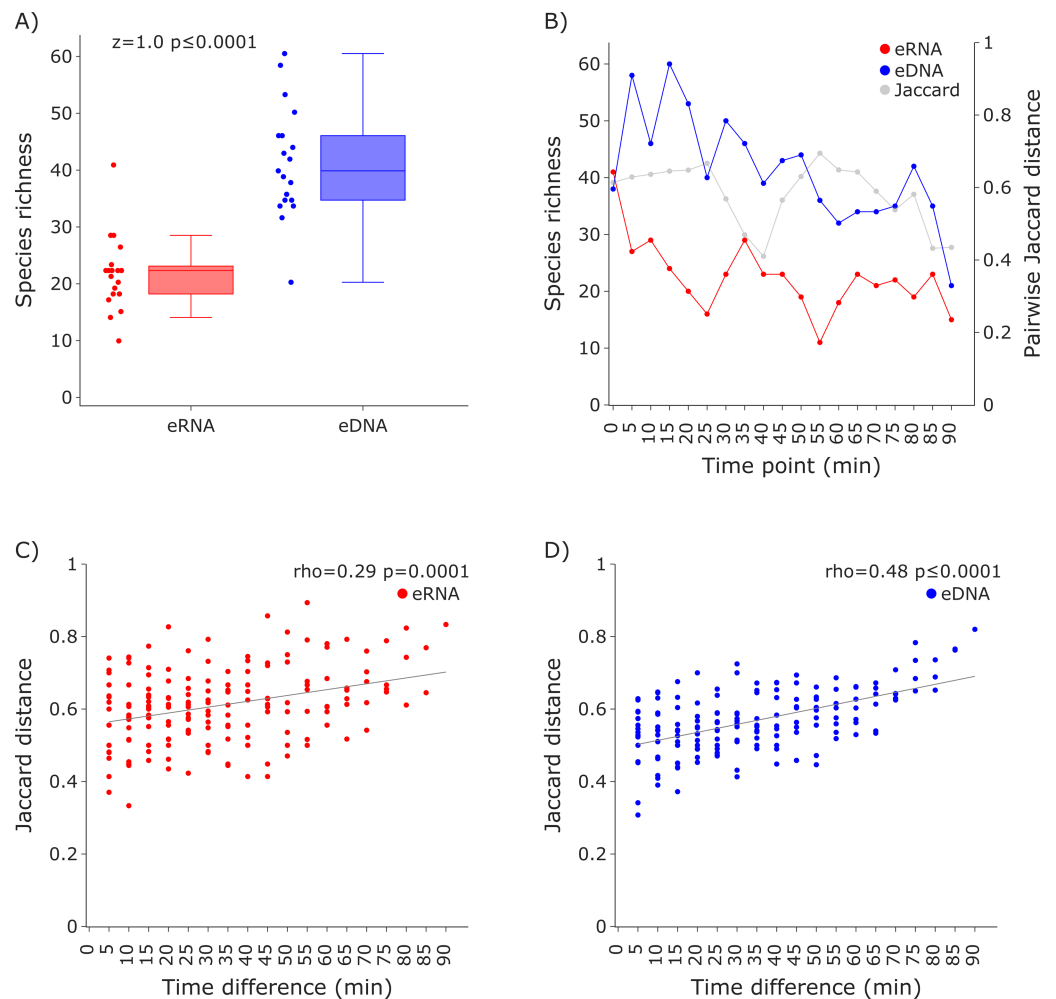 A)
z=1.0 p≤0.0001
60
50
40
30
20
10
0
Species richness
eRNA
eDNA
B)
60
50
40
30
20
10
0
Species richness
1
0.8
0.6
0.4
0.2
0
Pairwise Jaccard distance
eRNA
eDNA
Jaccard
0 5 10 15 20 25 30 35 40 45 50 55 60 65 70 75 80 85 90
Time point (min)
C)
rho=0.29 p=0.0001
eRNA
1
0.8
0.6
0.4
0.2
0
Jaccard distance
0 5 10 15 20 25 30 35 40 45 50 55 60 65 70 75 80 85 90
Time difference (min)
D)
rho=0.48 p≤0.0001
eDNA
1
0.8
0.6
0.4
0.2
0
Jaccard distance
0 5 10 15 20 25 30 35 40 45 50 55 60 65 70 75 80 85 90
Time difference (min)